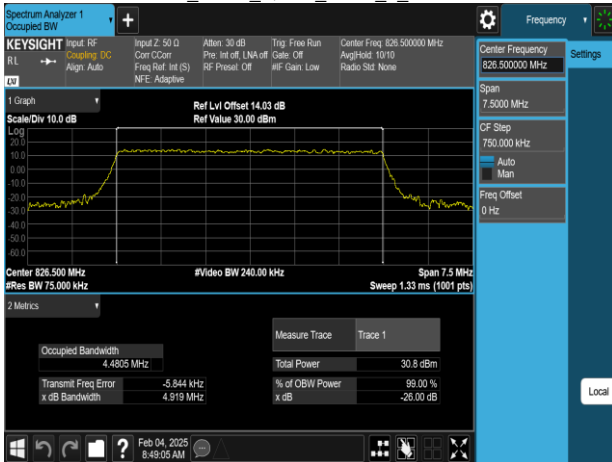 Spectrum Analyzer 1
Occupied BW
Frequency
KEYSIGHT
RL
LXI
Input: RF
Coupling: DC
Align: Auto
Input Z: 50 Ω
Corr CCorr
Freq Ref: Int (S)
NFE: Adaptive
Atten: 30 dB
Pre: Int off, LNA off
RF Presel: Off
Trig: Free Run
Gate: Off
#IF Gain: Low
Center Freq: 826.500000 MHz
Avg|Hold: 10/10
Radio Std: None
Center Frequency
826.500000 MHz
Settings
Span
7.5000 MHz
CF Step
750.000 kHz
Auto
Man
Freq Offset
0 Hz
Local
1 Graph
Scale/Div 10.0 dB
Ref Lvl Offset 14.03 dB
Ref Value 30.00 dBm
Log
20.0
10.0
0.00
-10.0
-20.0
-30.0
-40.0
-50.0
-60.0
Center 826.500 MHz
#Res BW 75.000 kHz
#Video BW 240.00 kHz
Span 7.5 MHz
Sweep 1.33 ms (1001 pts)
2 Metrics
Measure Trace
Trace 1
Occupied Bandwidth
4.4805 MHz
Total Power
30.8 dBm
Transmit Freq Error
-5.844 kHz
% of OBW Power
99.00 %
x dB Bandwidth
4.919 MHz
x dB
-26.00 dB
?
Feb 04, 2025
8:49:05 AM